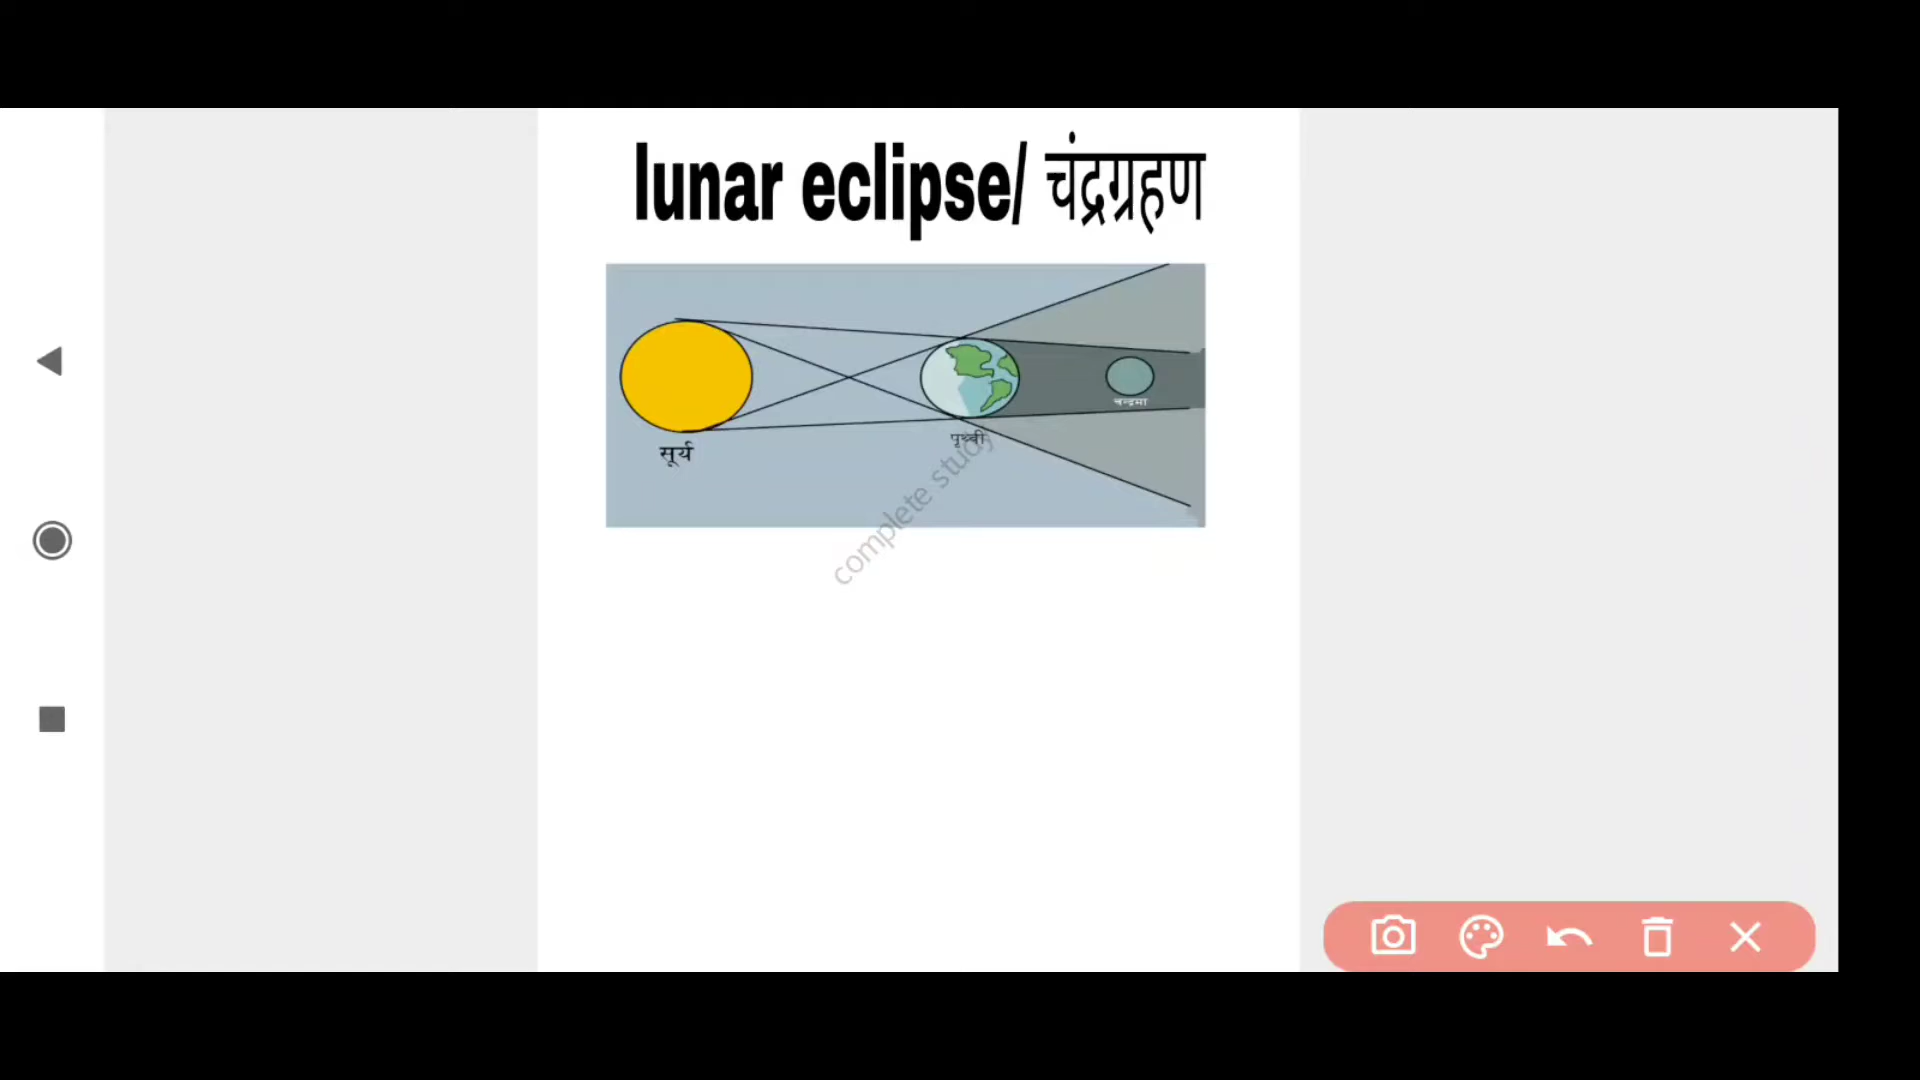 lunar eclipse/ चंद्रग्रहण
चन्द्रमा
पृथ्वी
सूर्य
complete study